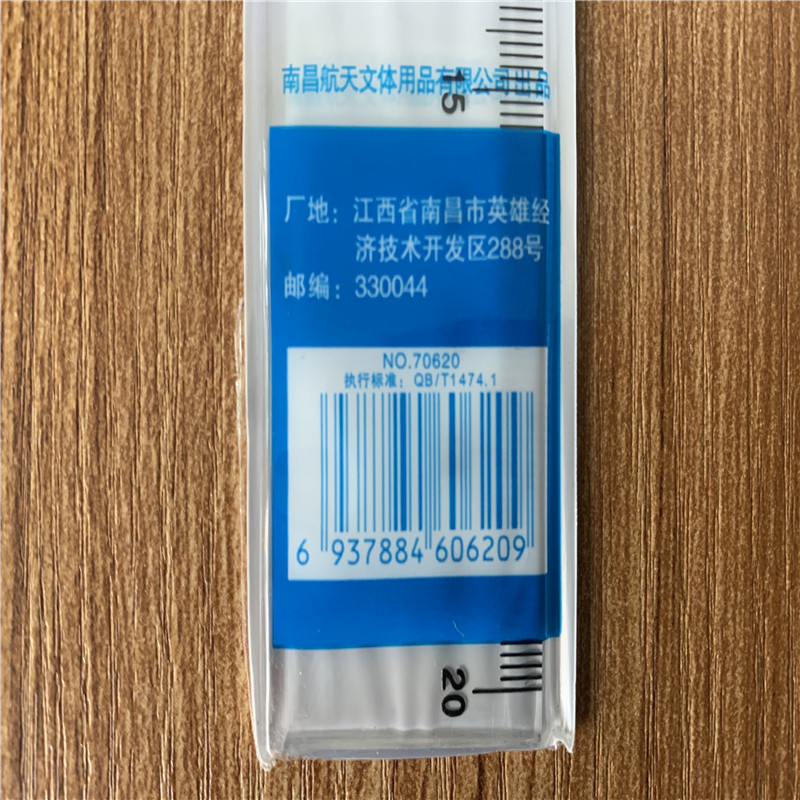 南昌航天文体用品有限公司出品
15
厂地：江西省南昌市英雄经
济技术开发区288号
邮编：330044
NO.70620
执行标准：QB/T1474.1
6 937884 606209
20